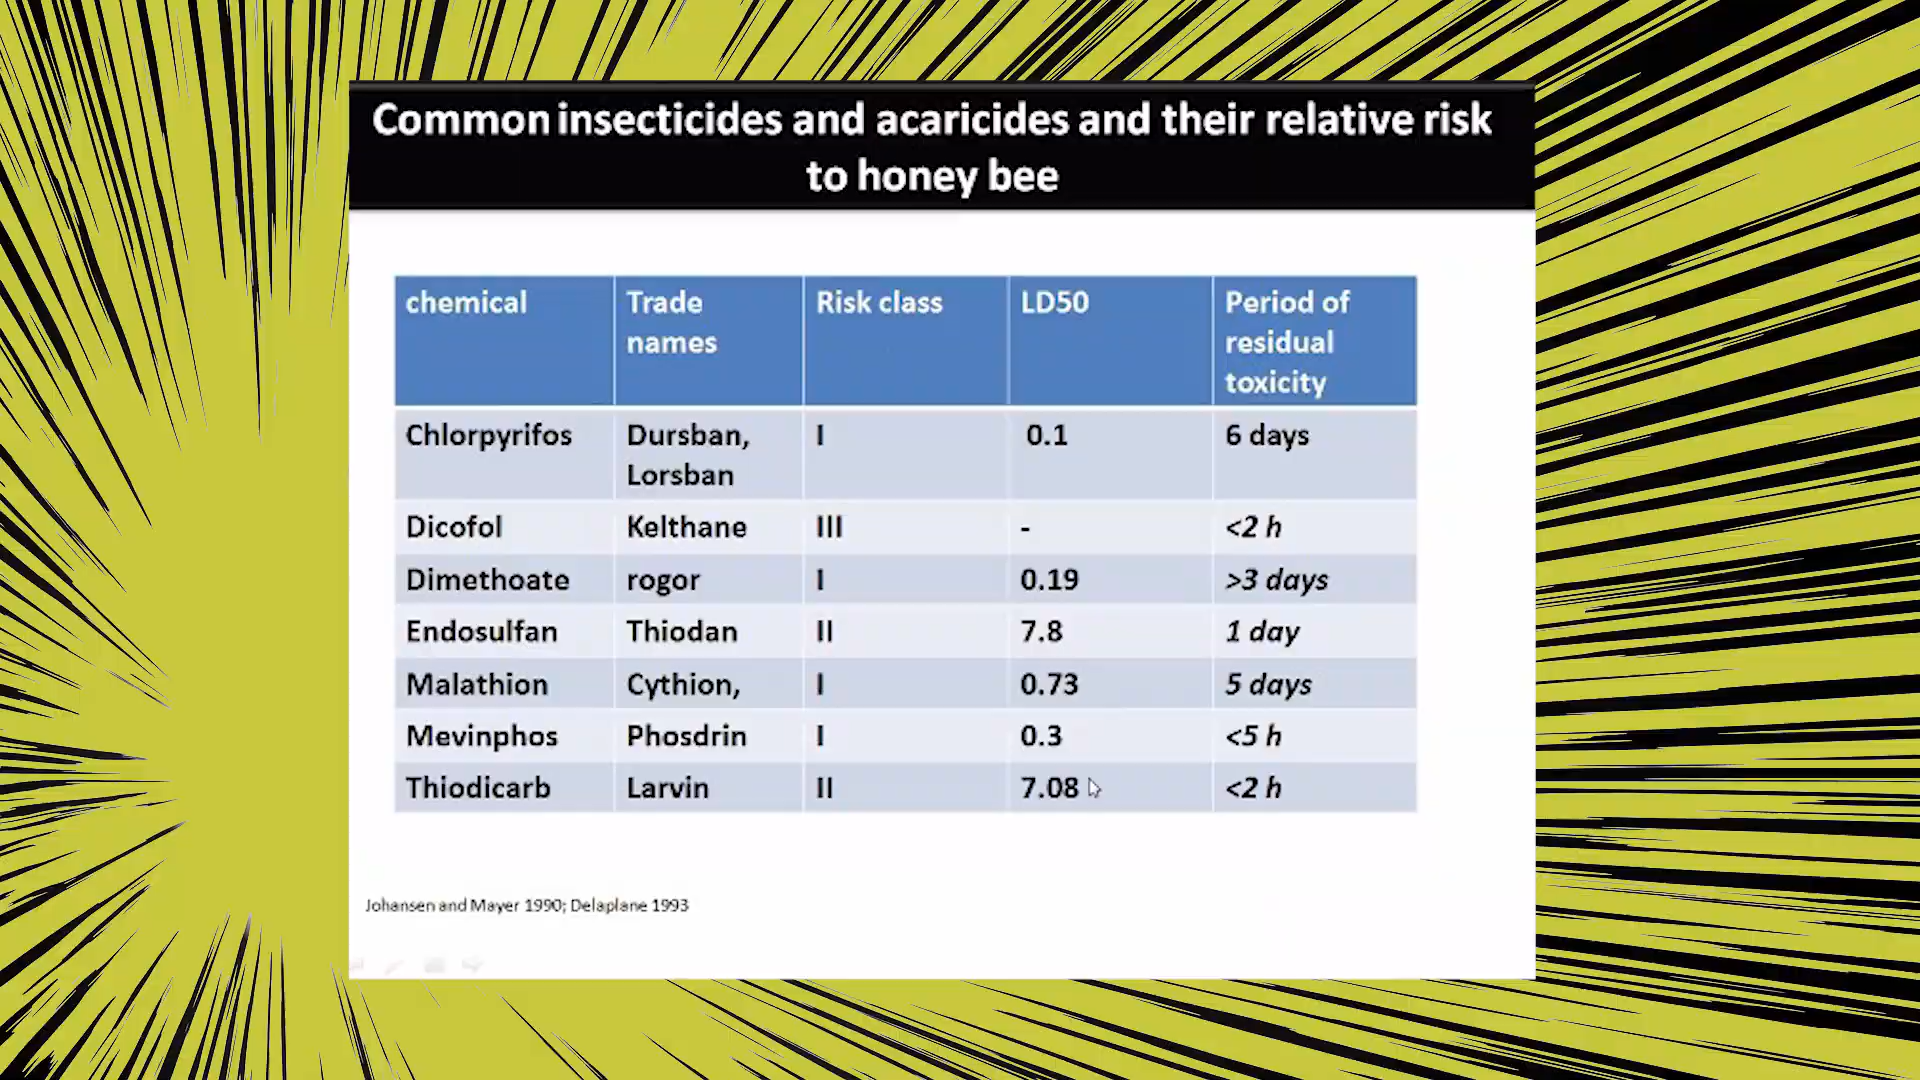 Common insecticides and acaricides and their relative risk
to honey bee
chemical Trade names Risk class LD50 Period of residual toxicity
Chlorpyrifos Dursban, Lorsban I 0.1 6 days
Dicofol Kelthane III - <2 h
Dimethoate rogor I 0.19 >3 days
Endosulfan Thiodan II 7.8 1 day
Malathion Cythion, I 0.73 5 days
Mevinphos Phosdrin I 0.3 <5 h
Thiodicarb Larvin II 7.08 <2 h
Johansen and Mayer 1990; Delaplane 1993